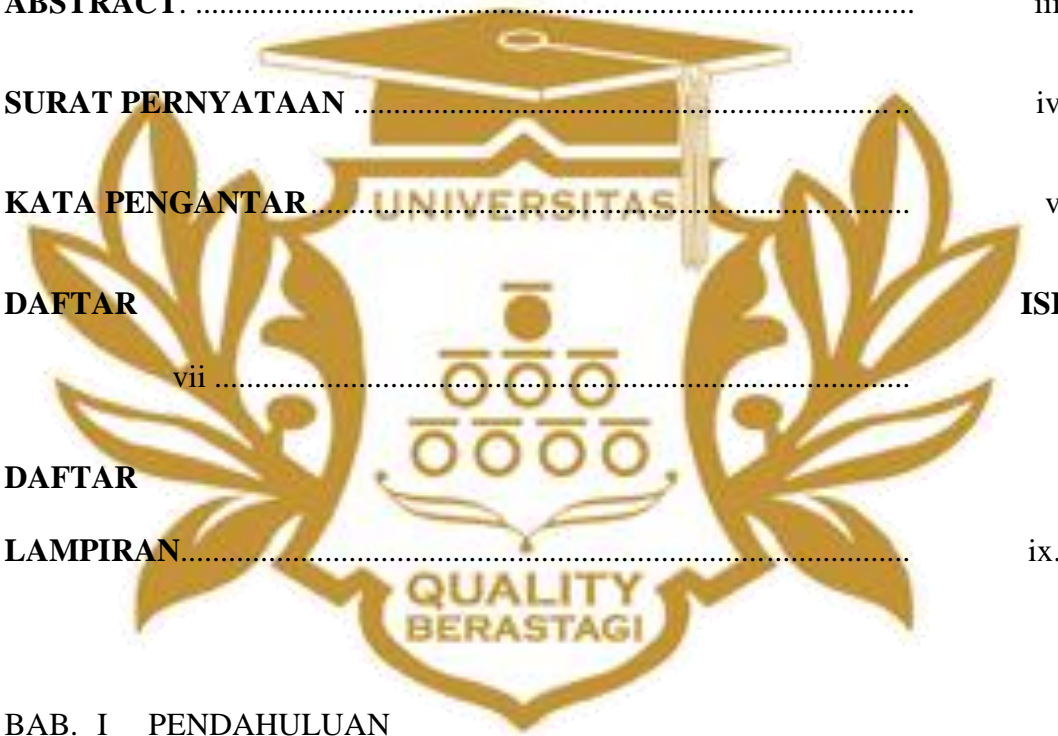 ABSTRACT. ............................................................................................ iii
SURAT PERNYATAAN ..................................................................... .. iv
KATA PENGANTAR ............................................................................. v
UNIVERSITAS
DAFTAR ISI
vii .........................................................................................
DAFTAR
LAMPIRAN............................................................................................. ix.
QUALITY
BERASTAGI
BAB. I PENDAHULUAN